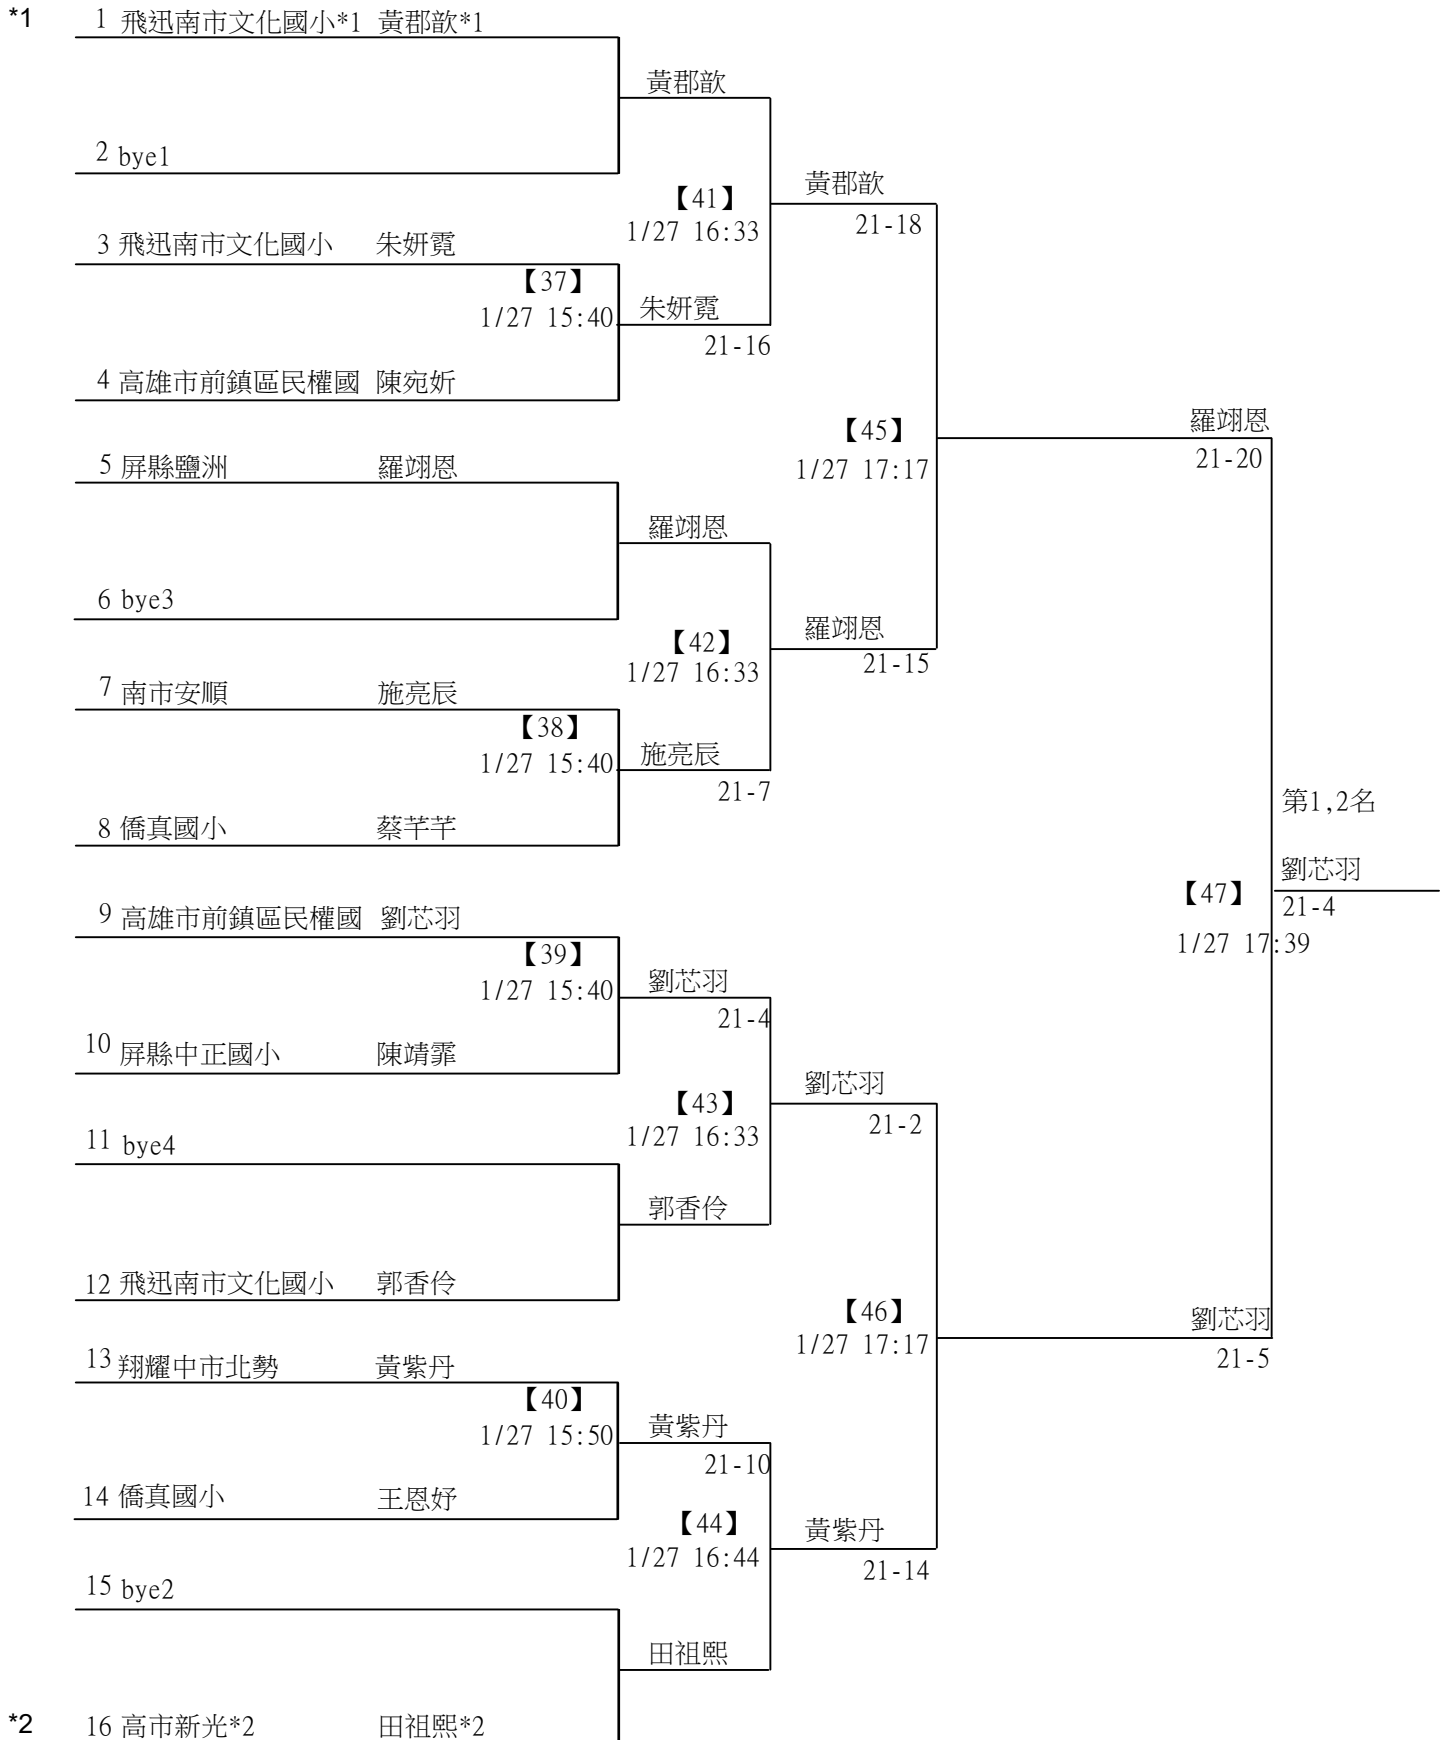 *1 1 飛迅南市文化國小*1 黃郡歆*1
黃郡歆
2 bye1
黃郡歆
【41】
1/27 16:33
21-18
3 飛迅南市文化國小 朱妍霓
【37】
1/27 15:40
朱妍霓
21-16
4 高雄市前鎮區民權國 陳宛妡
【45】
1/27 17:17
羅翊恩
21-20
5 屏縣鹽洲 羅翊恩
羅翊恩
6 bye3
【42】
1/27 16:33
羅翊恩
21-15
7 南市安順 施亮辰
【38】
1/27 15:40
施亮辰
21-7
8 僑真國小 蔡芊芊
第1,2名
劉芯羽
【47】
21-4
1/27 17:39
9 高雄市前鎮區民權國 劉芯羽
【39】
1/27 15:40
劉芯羽
21-4
10 屏縣中正國小 陳靖霏
劉芯羽
【43】
1/27 16:33
21-2
11 bye4
郭香伶
12 飛迅南市文化國小 郭香伶
【46】
1/27 17:17
劉芯羽
21-5
13 翔耀中市北勢 黃紫丹
【40】
1/27 15:50
黃紫丹
21-10
14 僑真國小 王恩妤
【44】
1/27 16:44
黃紫丹
21-14
15 bye2
田祖熙
*2 16 高市新光*2 田祖熙*2